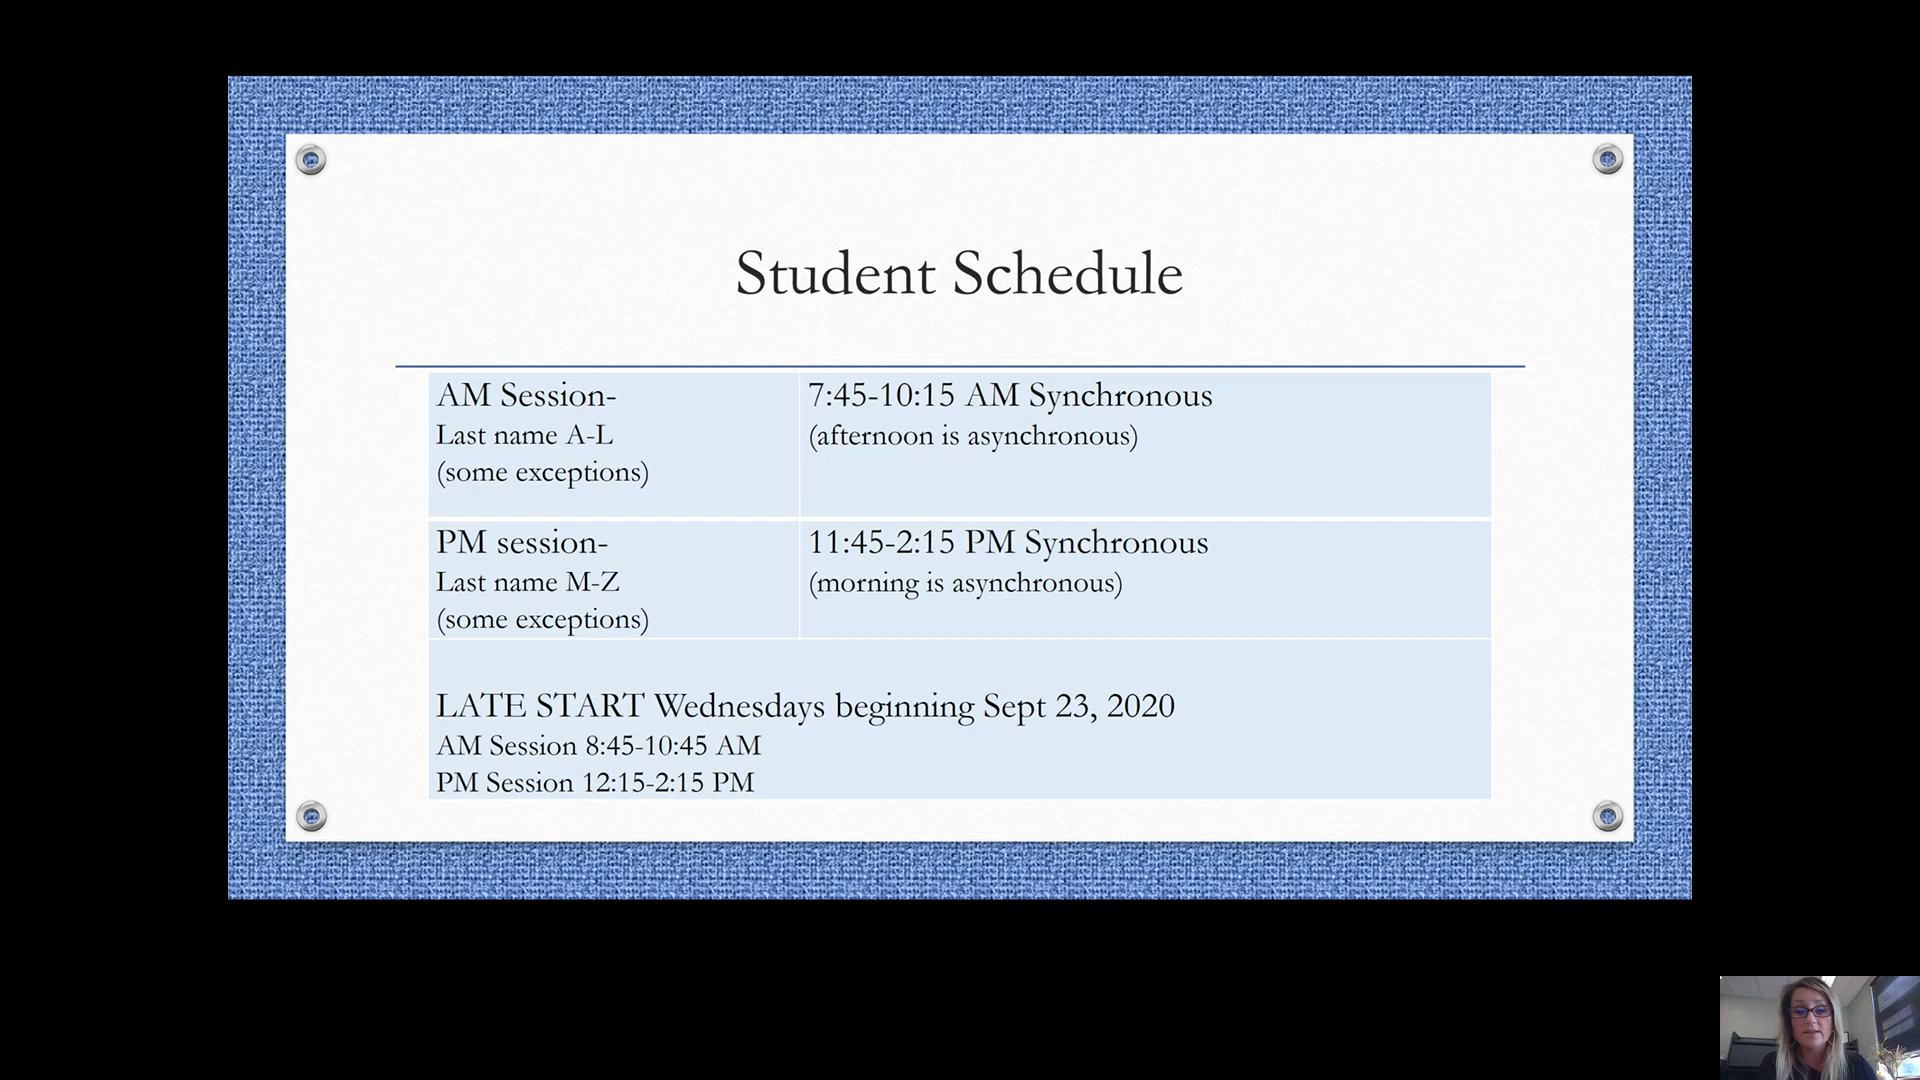 Student Schedule
AM Session-
Last name A-L
(some exceptions)
7:45-10:15 AM Synchronous
(afternoon is asynchronous)
PM session-
Last name M-Z
(some exceptions)
11:45-2:15 PM Synchronous
(morning is asynchronous)
LATE START Wednesdays beginning Sept 23, 2020
AM Session 8:45-10:45 AM
PM Session 12:15-2:15 PM